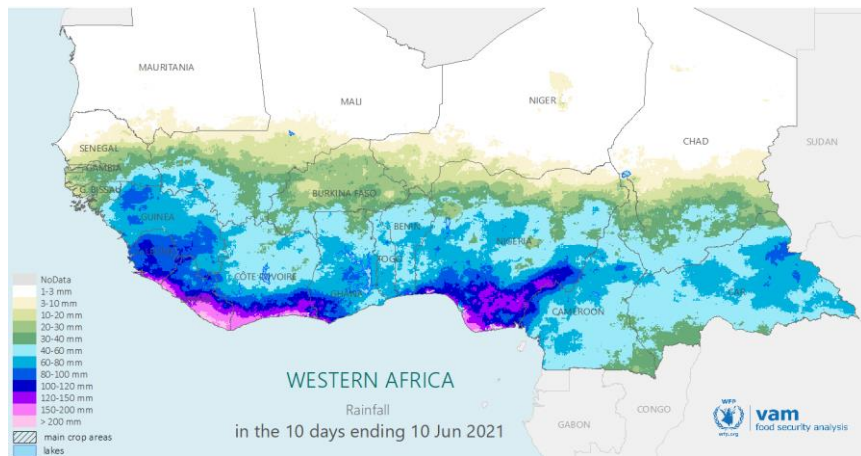 MAURITANIA
MALI
NIGER
CHAD
SUDAN
SENEGAL
GAMBIA
G. BISSAU
BURKINA FASO
GUINEA
BENIN
NIGERIA
TOGO
CÔTE D'IVOIRE
GHANA
CAR
CAMEROON
GABON
CONGO
NoData
1-3 mm
3-10 mm
10-20 mm
20-30 mm
30-40 mm
40-60 mm
60-80 mm
80-100 mm
100-120 mm
120-150 mm
150-200 mm
> 200 mm
main crop areas
lakes
WESTERN AFRICA
Rainfall
in the 10 days ending 10 Jun 2021
WFP
wfp.org
vam
food security analysis